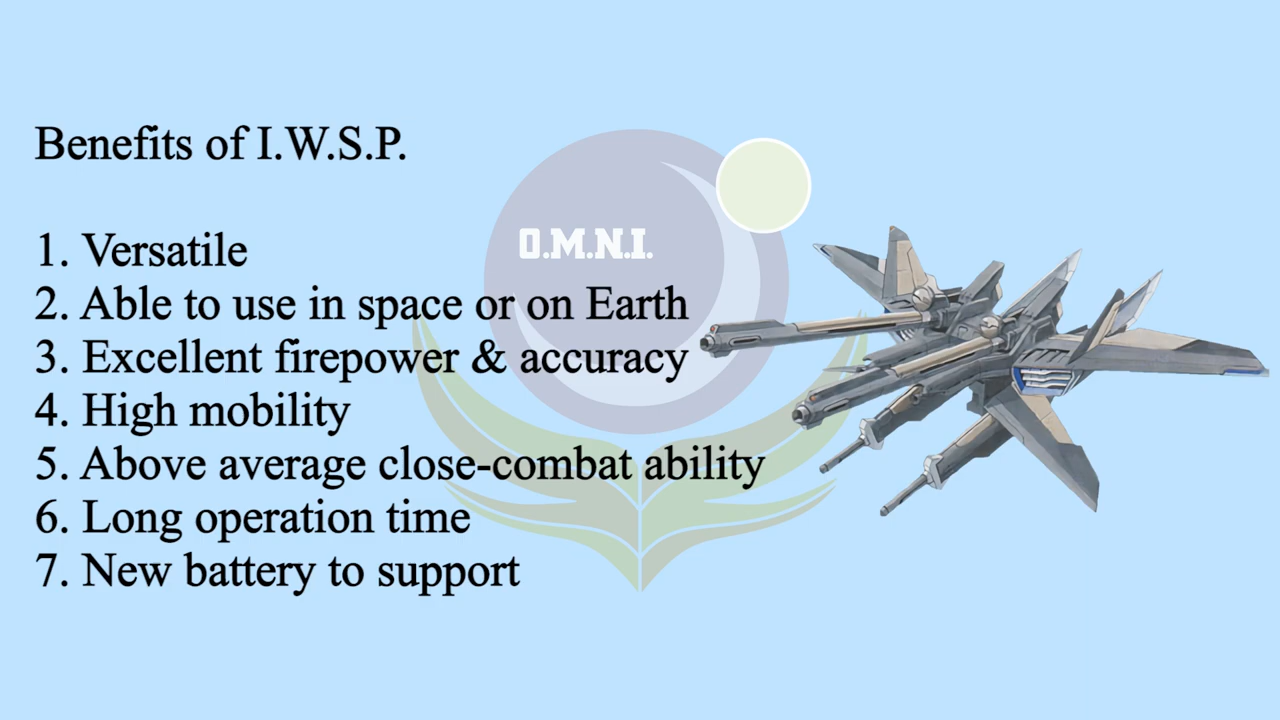 Benefits of I.W.S.P.
O.M.N.I.
1. Versatile
2. Able to use in space or on Earth
3. Excellent firepower & accuracy
4. High mobility
5. Above average close-combat ability
6. Long operation time
7. New battery to support